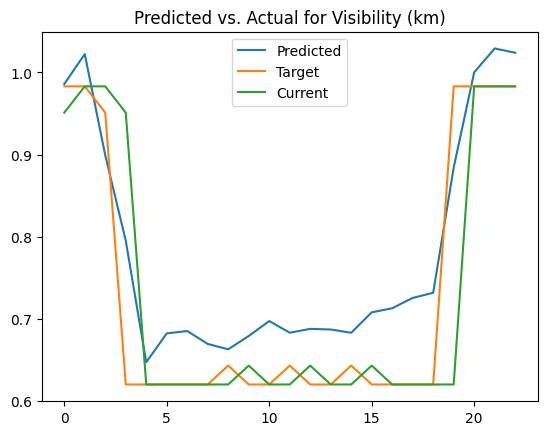 Predicted vs. Actual for Visibility (km)
Predicted
Target
Current
1.0
0.9
0.8
0.7
0.6
0 5 10 15 20